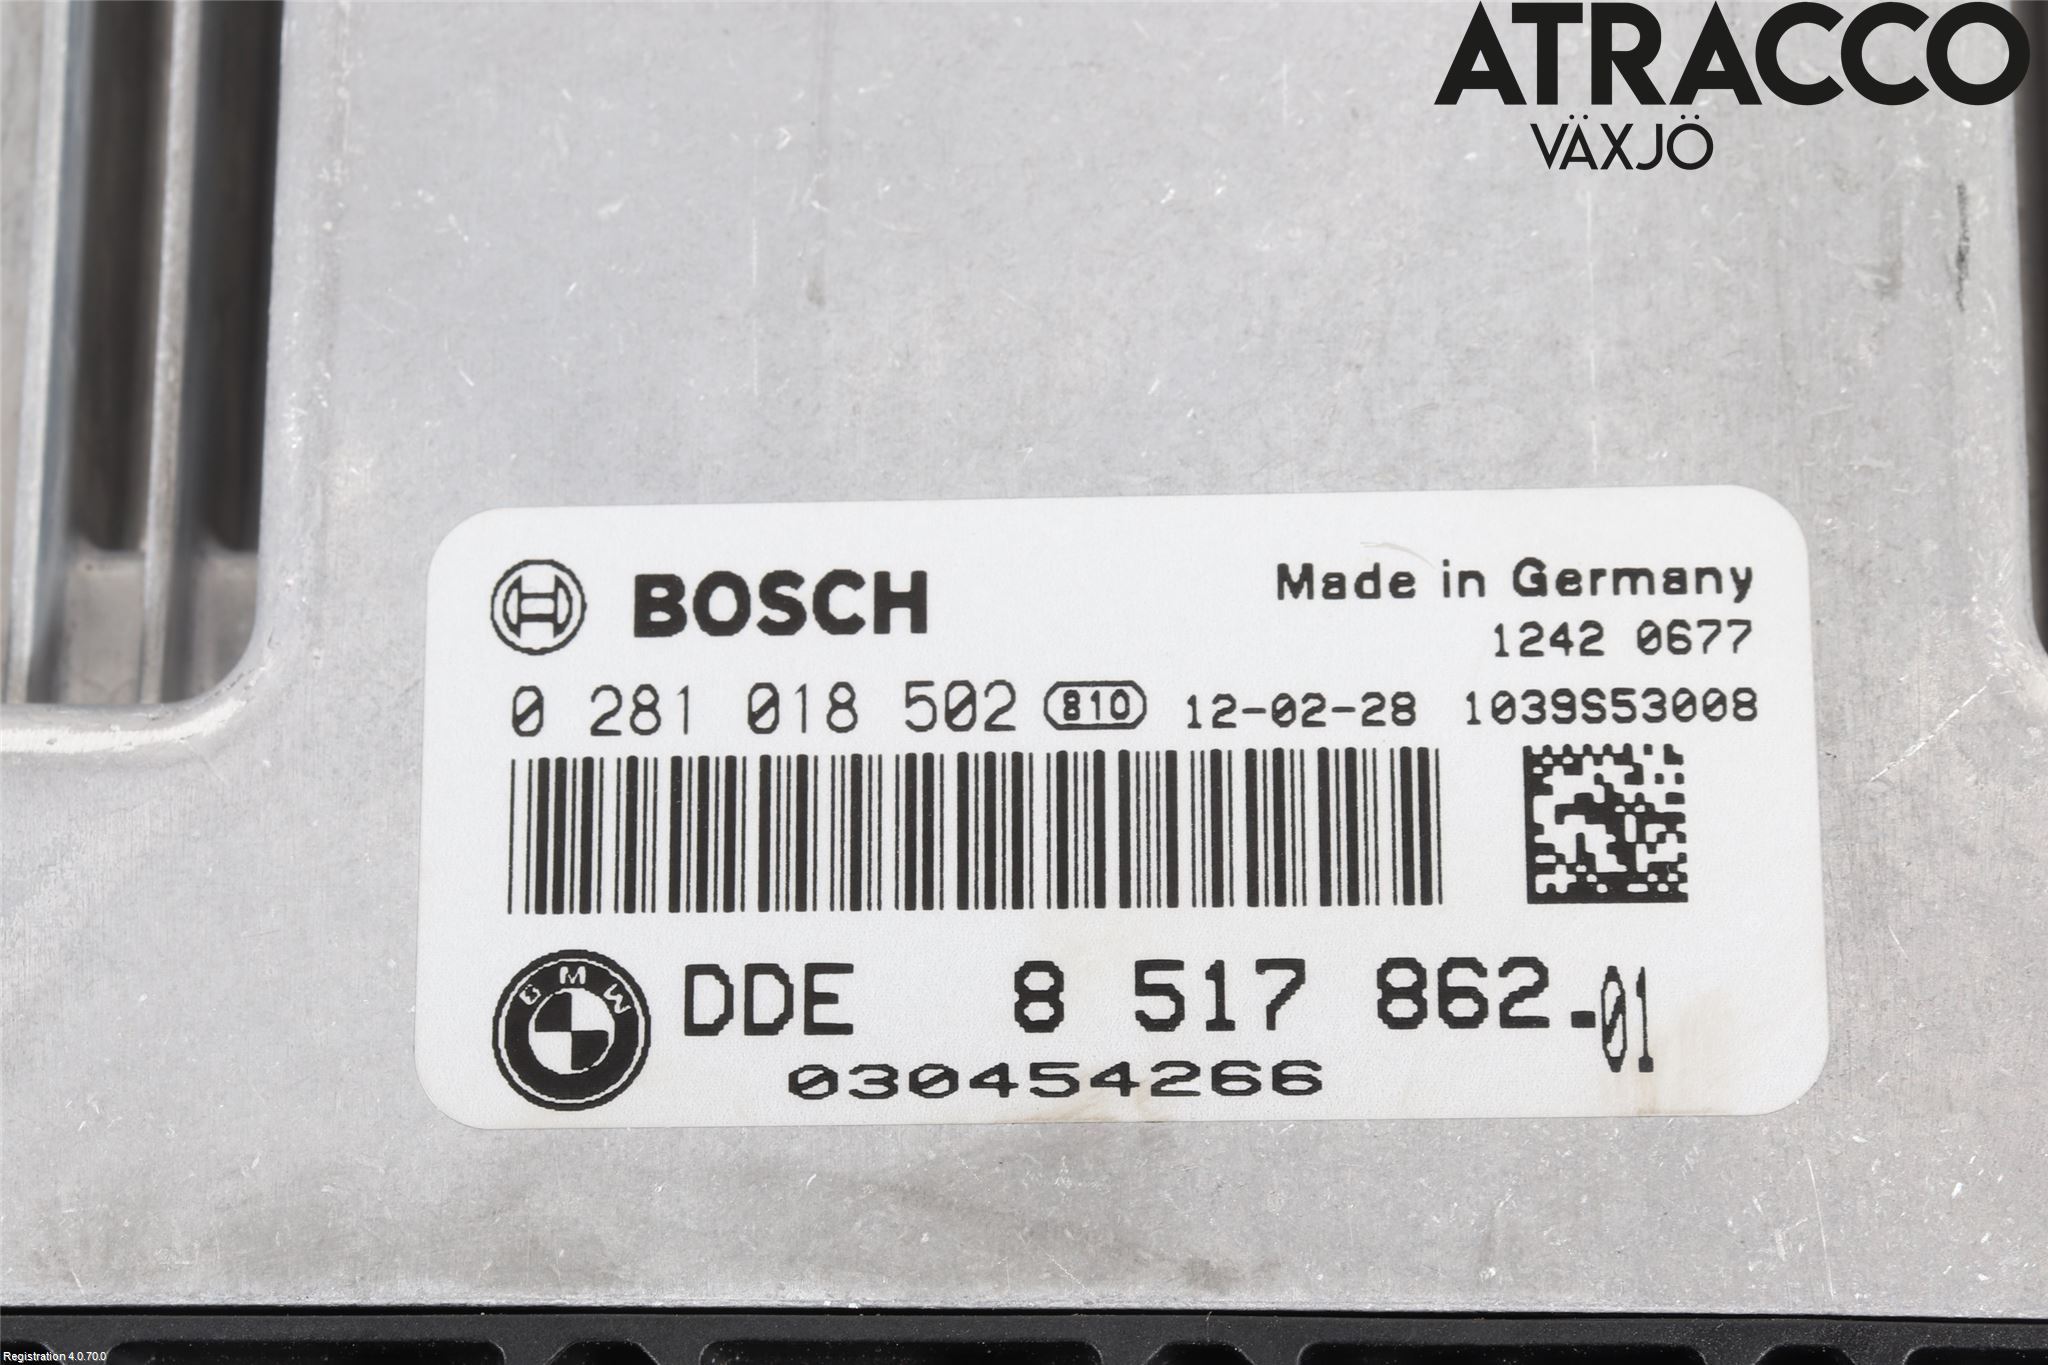 ATRACCO
VÄXJÖ
BOSCH
Made in Germany
1242 0677
0 281 018 502 810 12-02-28 1039S53008
BMW
DDE 8 517 862.01
030454266
Registration 4.0.70.0